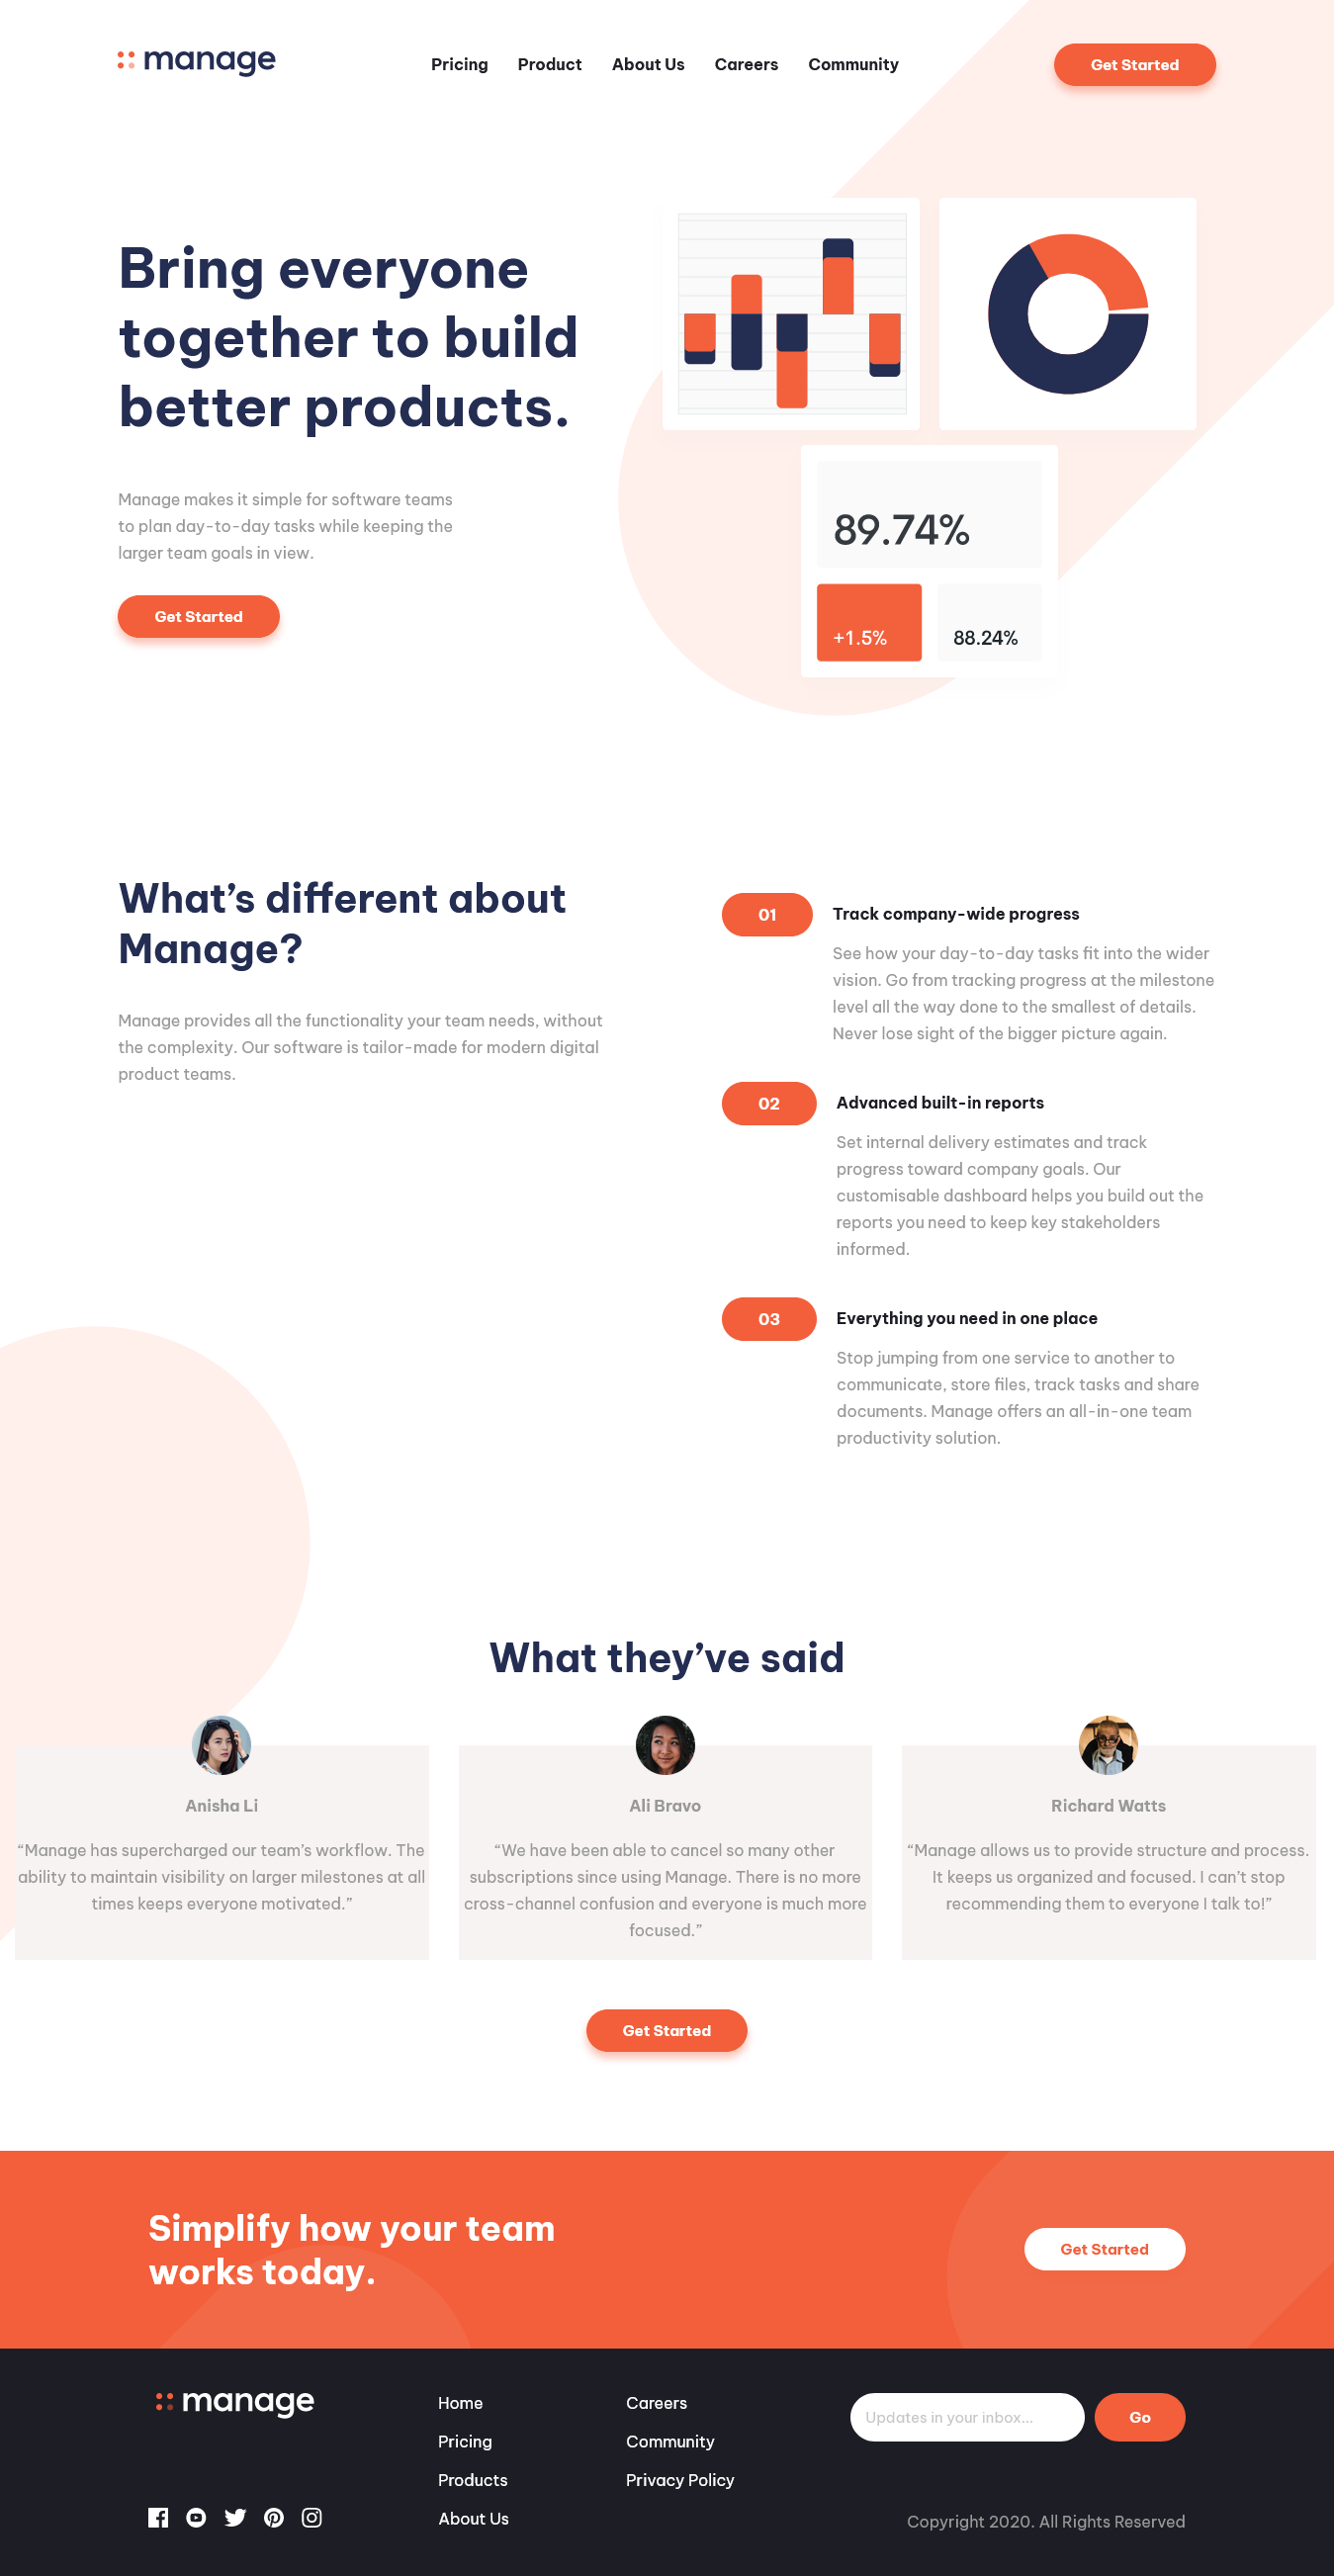 manage
Pricing Product About Us Careers Community
Get Started
Bring everyone
together to build
better products.
Manage makes it simple for software teams
to plan day-to-day tasks while keeping the
larger team goals in view.
Get Started
89.74%
+1.5%
88.24%
What’s different about
Manage?
Manage provides all the functionality your team needs, without
the complexity. Our software is tailor-made for modern digital
product teams.
01
Track company-wide progress
See how your day-to-day tasks fit into the wider
vision. Go from tracking progress at the milestone
level all the way done to the smallest of details.
Never lose sight of the bigger picture again.
02
Advanced built-in reports
Set internal delivery estimates and track
progress toward company goals. Our
customisable dashboard helps you build out the
reports you need to keep key stakeholders
informed.
03
Everything you need in one place
Stop jumping from one service to another to
communicate, store files, track tasks and share
documents. Manage offers an all-in-one team
productivity solution.
What they’ve said
Anisha Li
“Manage has supercharged our team’s workflow. The
ability to maintain visibility on larger milestones at all
times keeps everyone motivated.”
Ali Bravo
“We have been able to cancel so many other
subscriptions since using Manage. There is no more
cross-channel confusion and everyone is much more
focused.”
Richard Watts
“Manage allows us to provide structure and process.
It keeps us organized and focused. I can’t stop
recommending them to everyone I talk to!”
Get Started
Simplify how your team
works today.
Get Started
manage
Home
Pricing
Products
About Us
Careers
Community
Privacy Policy
Updates in your inbox...
Go
Copyright 2020. All Rights Reserved